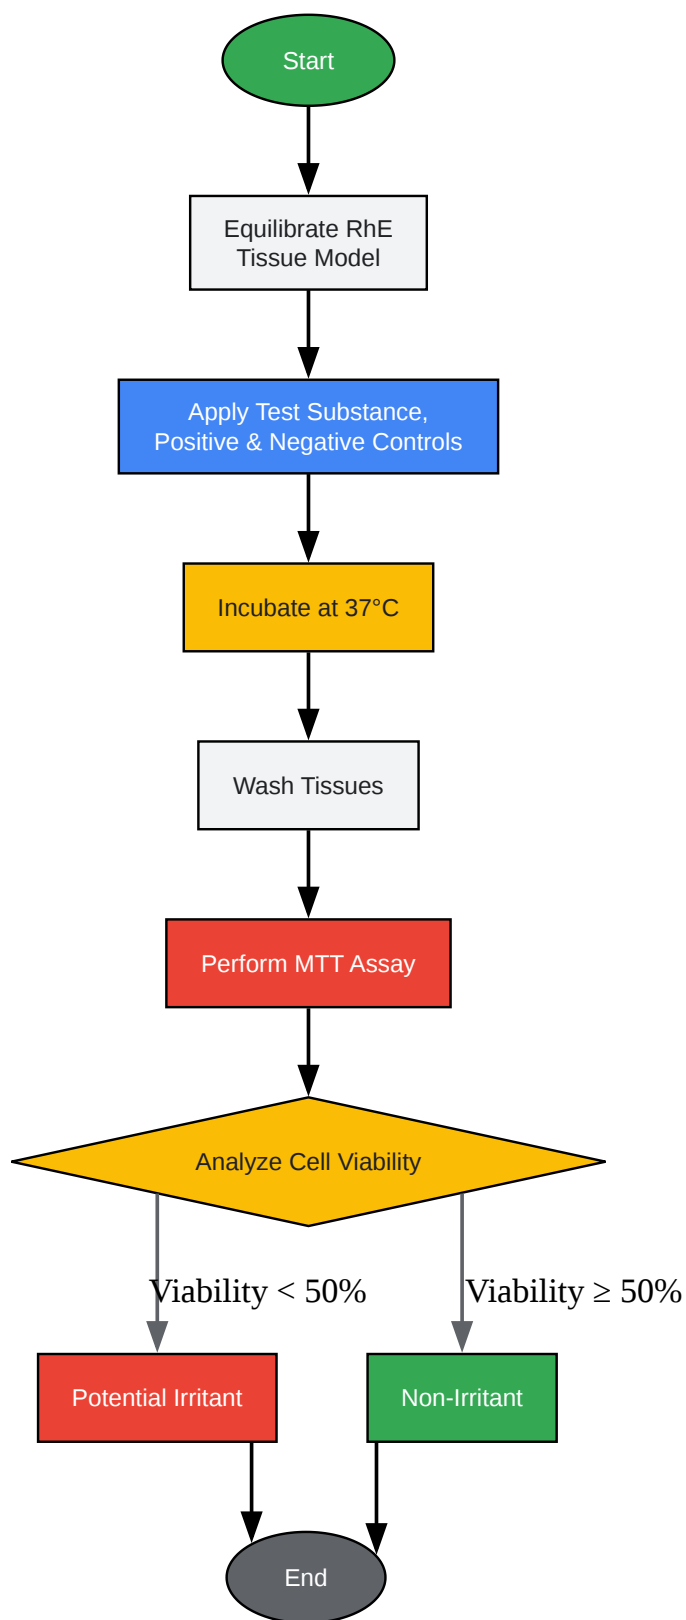 Start
Equilibrate RhE
Tissue Model
Apply Test Substance,
Positive & Negative Controls
Incubate at 37°C
Wash Tissues
Perform MTT Assay
Analyze Cell Viability
Viability < 50%
Viability ≥ 50%
Potential Irritant
Non-Irritant
End